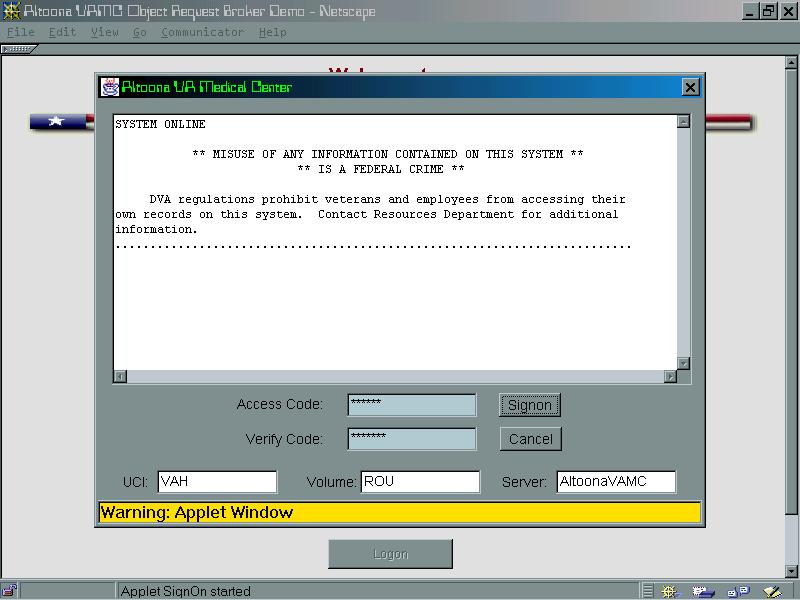 Altoona VAMC Object Request Broker Demo - Netscape
File Edit View Go Communicator Help
Altoona VA Medical Center
SYSTEM ONLINE
** MISUSE OF ANY INFORMATION CONTAINED ON THIS SYSTEM **
** IS A FEDERAL CRIME **
DVA regulations prohibit veterans and employees from accessing their
own records on this system. Contact Resources Department for additional
information.
..........................................................................
Access Code: ****** Signon
Verify Code: ******* Cancel
UCI: VAH Volume: ROU Server: AltoonaVAMC
Warning: Applet Window
Logon
Applet SignOn started